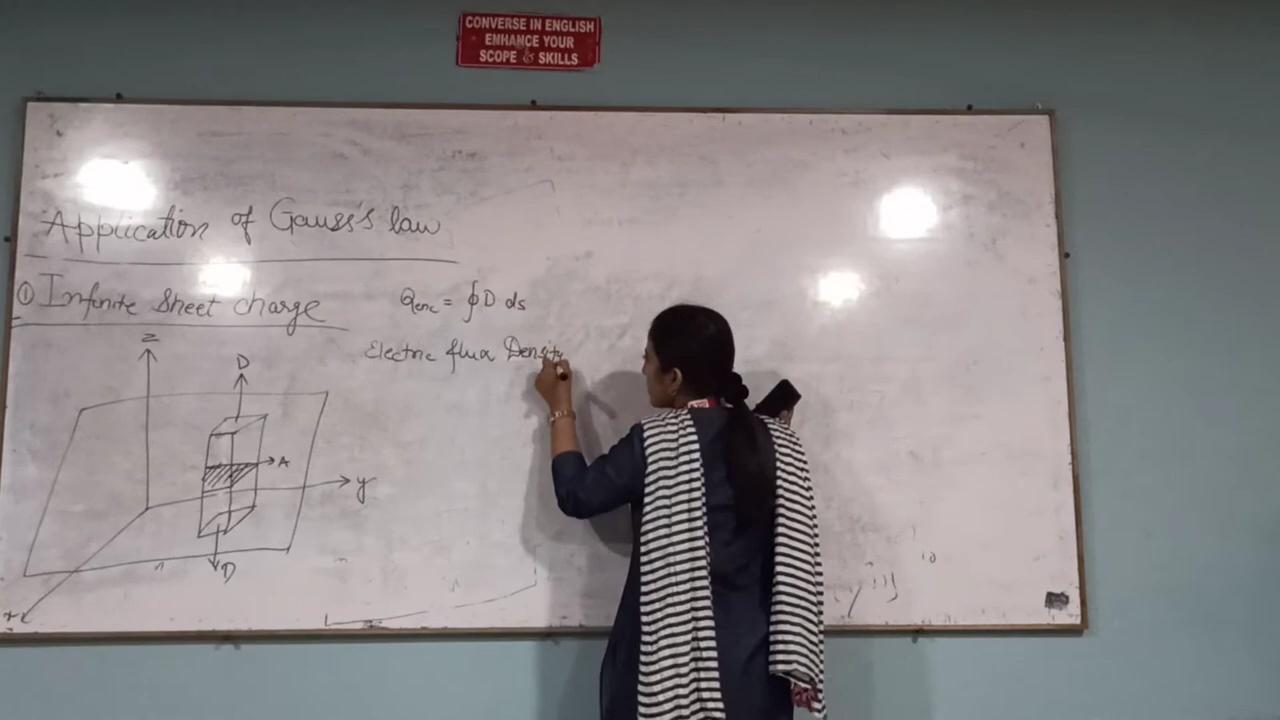 CONVERSE IN ENGLISH
ENHANCE YOUR
SCOPE & SKILLS
Application of Gauss's law
① Infinite Sheet charge
Qenc = ∮D ds
Electric flux Density
z
D
A
y
D
x